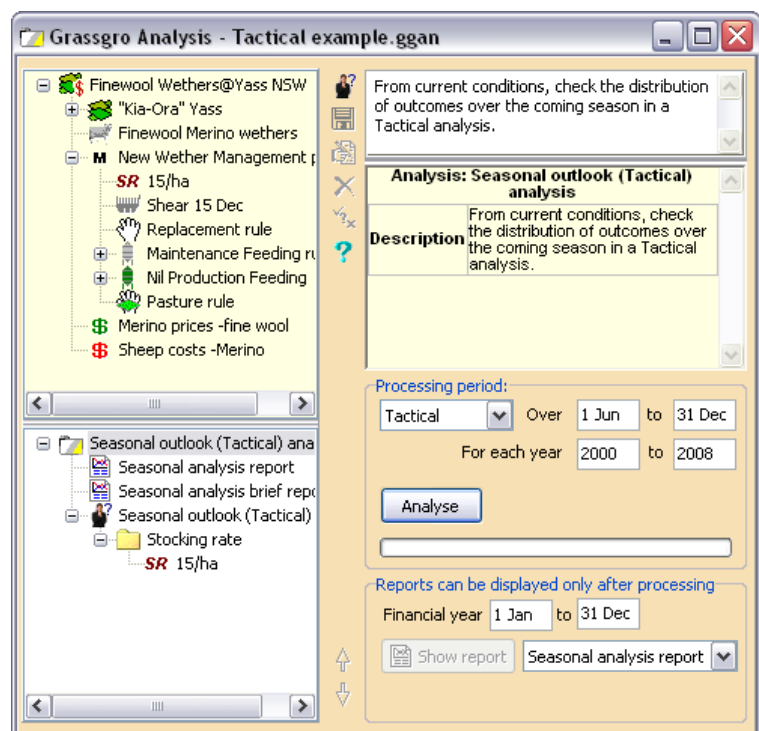 Grassgro Analysis - Tactical example.ggan
Finewool Wethers@Yass NSW
"Kia-Ora" Yass
Finewool Merino wethers
M New Wether Management p
SR 15/ha
Shear 15 Dec
Replacement rule
Maintenance Feeding ru
Nil Production Feeding
Pasture rule
$ Merino prices -fine wool
$ Sheep costs -Merino
Seasonal outlook (Tactical) ana
Seasonal analysis report
Seasonal analysis brief repo
Seasonal outlook (Tactical)
Stocking rate
SR 15/ha
From current conditions, check the distribution
of outcomes over the coming season in a
Tactical analysis.
Analysis: Seasonal outlook (Tactical)
analysis
Description
From current conditions, check
the distribution of outcomes over
the coming season in a Tactical
analysis.
Processing period:
Tactical Over 1 Jun to 31 Dec
For each year 2000 to 2008
Analyse
Reports can be displayed only after processing
Financial year 1 Jan to 31 Dec
Show report Seasonal analysis report